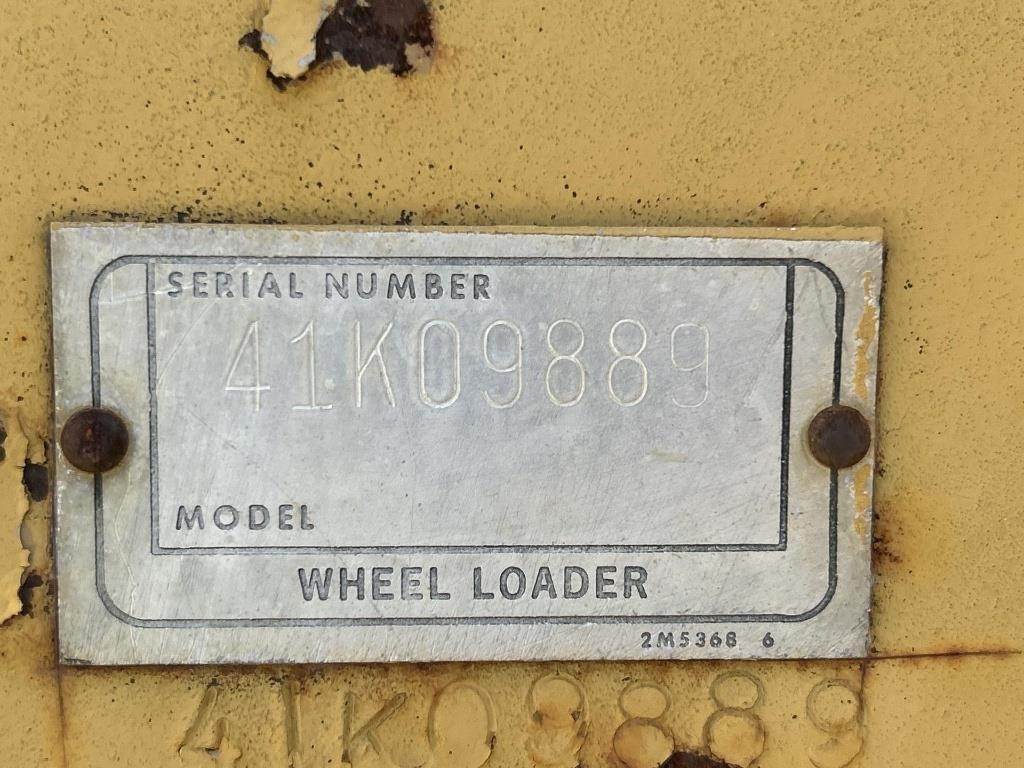 SERIAL NUMBER
41K09889
MODEL
WHEEL LOADER
2M5368 6
41K09889